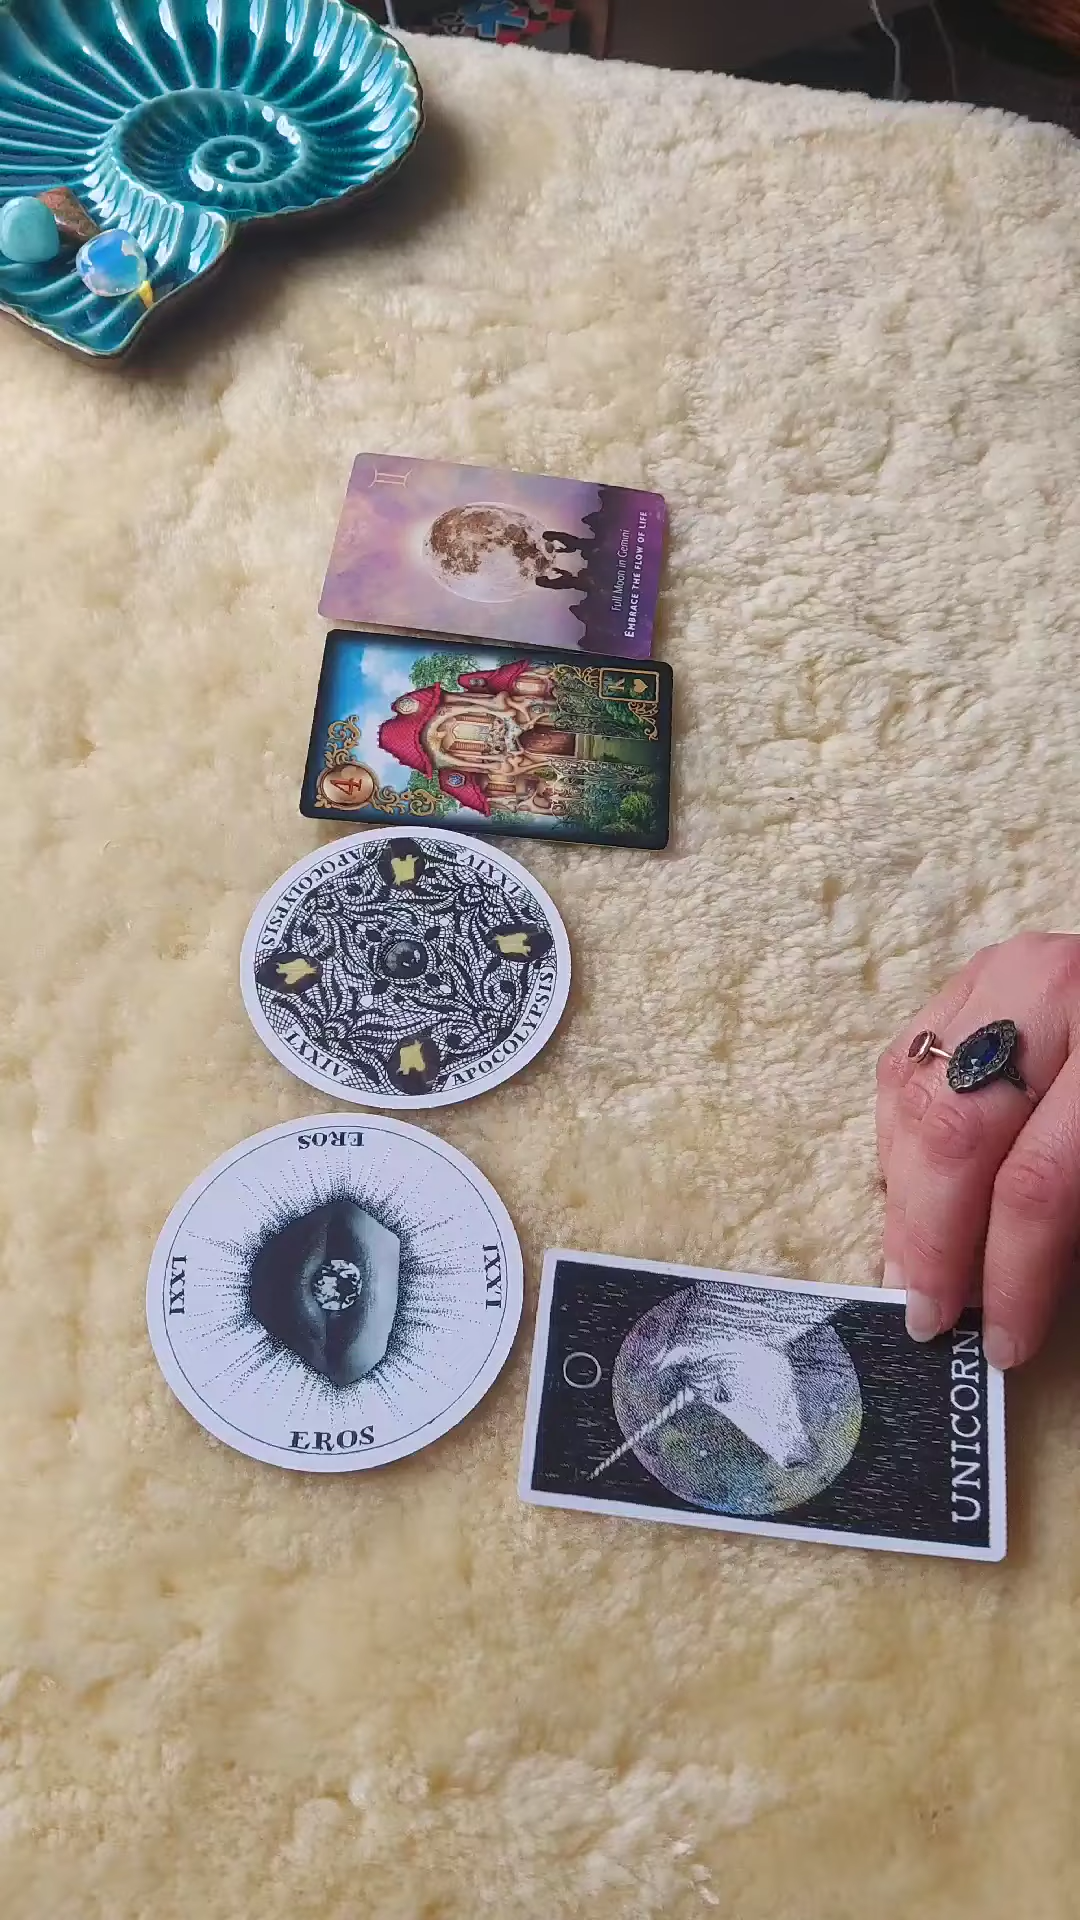 Full Moon in Gemini
EMBRACE THE FLOW OF LIFE
4
K
APOCOLYPSIS
LXXIV
APOCOLYPSIS
LXXIV
EROS
LXXI
EROS
LXXI
O
UNICORN